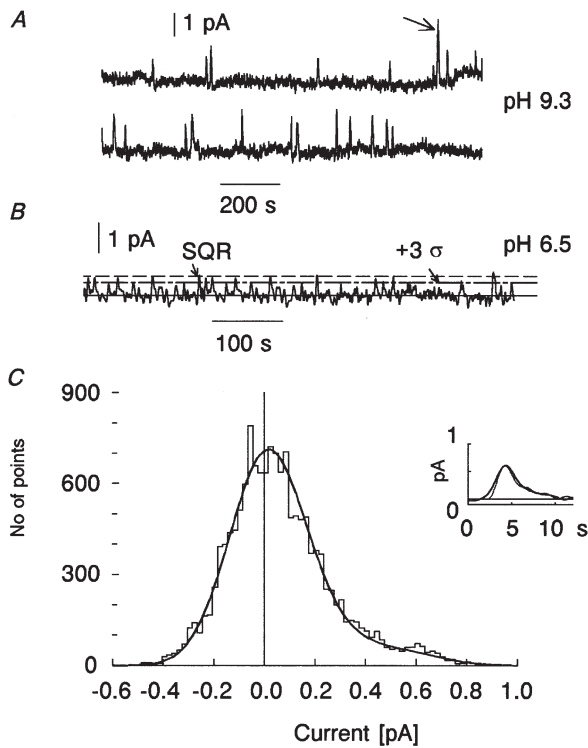 A
1 pA
pH 9.3
200 s
B
1 pA
SQR
+3 σ
pH 6.5
100 s
C
No of points
900
600
300
0
-0.6 -0.4 -0.2 0.0 0.2 0.4 0.6 0.8 1.0
Current [pA]
pA
1
0
0 5 10 s